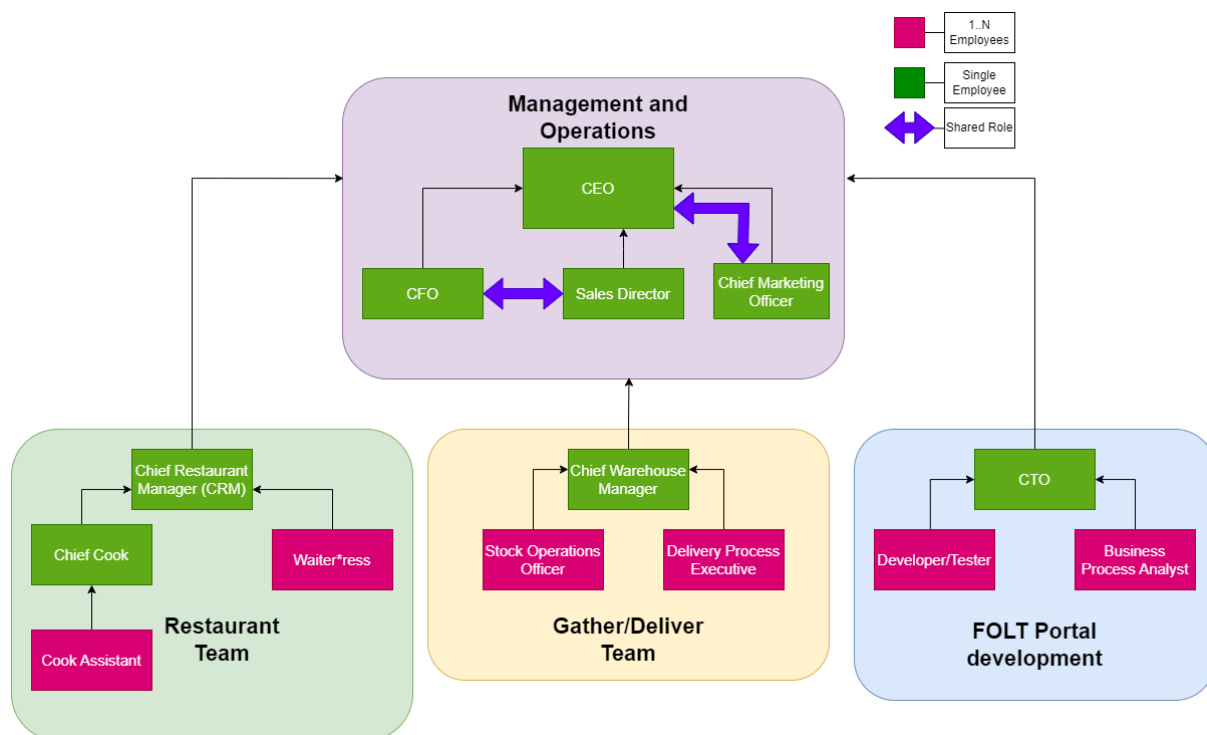 1..N
Employees
Single
Employee
Shared Role
Management and
Operations
CEO
CFO
Sales Director
Chief Marketing
Officer
Chief Restaurant
Manager (CRM)
Chief Cook
Waiter*ress
Cook Assistant
Restaurant
Team
Chief Warehouse
Manager
Stock Operations
Officer
Delivery Process
Executive
Gather/Deliver
Team
CTO
Developer/Tester
Business
Process Analyst
FOLT Portal
development